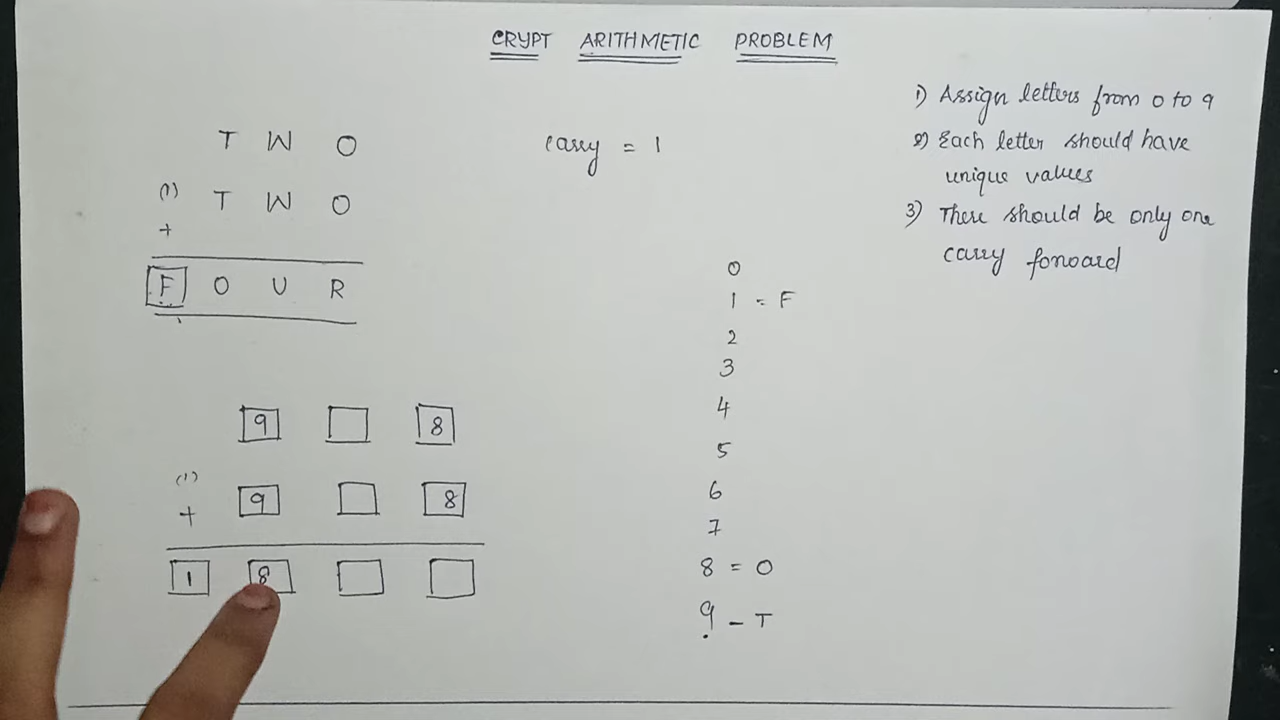 CRYPT ARITHMETIC PROBLEM
T W O
(1) T W O
+
F O U R
carry = 1
1) Assign letters from 0 to 9
2) Each letter should have
unique values
3) There should be only one
carry forward
0
1 = F
2
3
4
5
6
7
8 = O
9 - T
9 8
(1)
+ 9 8
1 8